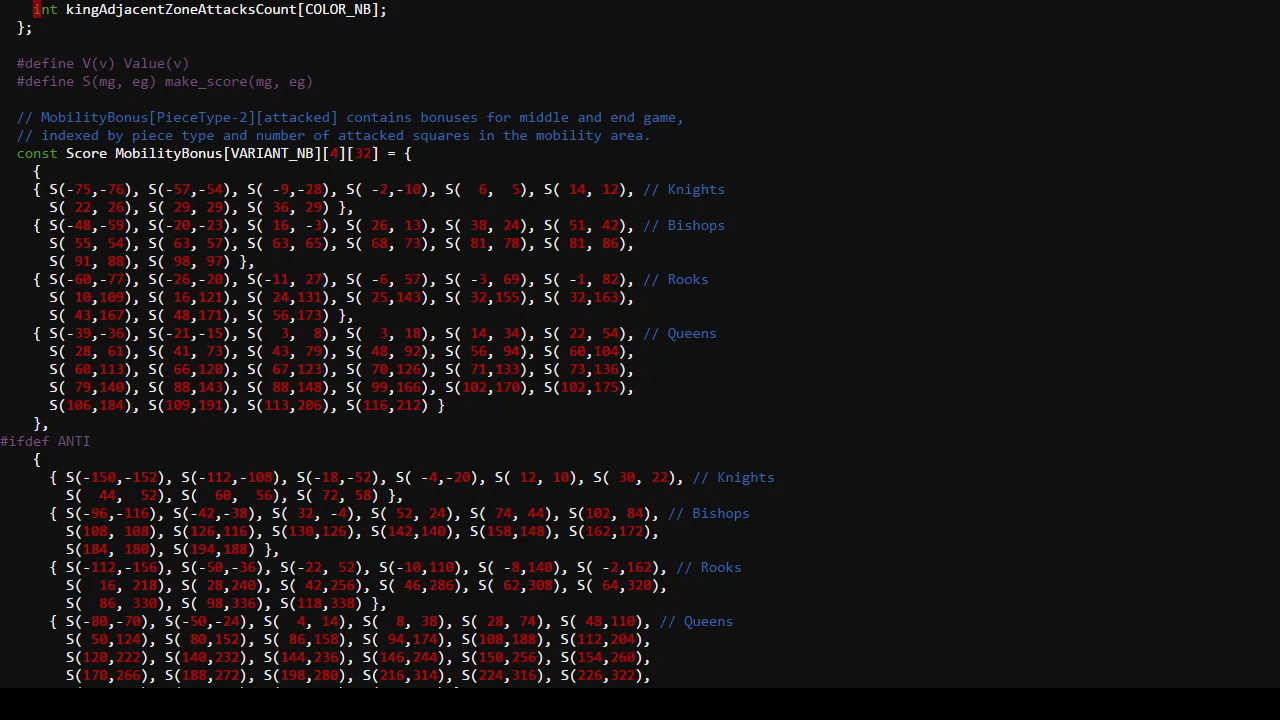 int kingAdjacentZoneAttacksCount[COLOR_NB];
  };

  #define V(v) Value(v)
  #define S(mg, eg) make_score(mg, eg)

  // MobilityBonus[PieceType-2][attacked] contains bonuses for middle and end game,
  // indexed by piece type and number of attacked squares in the mobility area.
  const Score MobilityBonus[VARIANT_NB][4][32] = {
    {
    { S(-75,-76), S(-57,-54), S( -9,-28), S( -2,-10), S(  6,  5), S( 14, 12), // Knights
      S( 22, 26), S( 29, 29), S( 36, 29) },
    { S(-48,-59), S(-20,-23), S( 16, -3), S( 26, 13), S( 38, 24), S( 51, 42), // Bishops
      S( 55, 54), S( 63, 57), S( 63, 65), S( 68, 73), S( 81, 78), S( 81, 86),
      S( 91, 88), S( 98, 97) },
    { S(-60,-77), S(-26,-20), S(-11, 27), S( -6, 57), S( -3, 69), S( -1, 82), // Rooks
      S( 10,109), S( 16,121), S( 24,131), S( 25,143), S( 32,155), S( 32,163),
      S( 43,167), S( 48,171), S( 56,173) },
    { S(-39,-36), S(-21,-15), S(  3,  8), S(  3, 18), S( 14, 34), S( 22, 54), // Queens
      S( 28, 61), S( 41, 73), S( 43, 79), S( 48, 92), S( 56, 94), S( 60,104),
      S( 60,113), S( 66,120), S( 67,123), S( 70,126), S( 71,133), S( 73,136),
      S( 79,140), S( 88,143), S( 88,148), S( 99,166), S(102,170), S(102,175),
      S(106,184), S(109,191), S(113,206), S(116,212) }
    },
#ifdef ANTI
    {
      { S(-150,-152), S(-112,-108), S(-18,-52), S( -4,-20), S( 12, 10), S( 30, 22), // Knights
        S(  44,  52), S(  60,  56), S( 72, 58) },
      { S(-96,-116), S(-42,-38), S( 32, -4), S( 52, 24), S( 74, 44), S(102, 84), // Bishops
        S(108, 108), S(126,116), S(130,126), S(142,140), S(158,148), S(162,172),
        S(184, 180), S(194,188) },
      { S(-112,-156), S(-50,-36), S(-22, 52), S(-10,110), S( -8,140), S( -2,162), // Rooks
        S(  16, 218), S( 28,240), S( 42,256), S( 46,286), S( 62,308), S( 64,320),
        S(  86, 330), S( 98,336), S(118,338) },
      { S(-80,-70), S(-50,-24), S(  4, 14), S(  8, 38), S( 28, 74), S( 48,110), // Queens
        S( 50,124), S( 80,152), S( 86,158), S( 94,174), S(108,188), S(112,204),
        S(120,222), S(140,232), S(144,236), S(146,244), S(150,256), S(154,260),
        S(170,266), S(188,272), S(198,280), S(216,314), S(224,316), S(226,322),